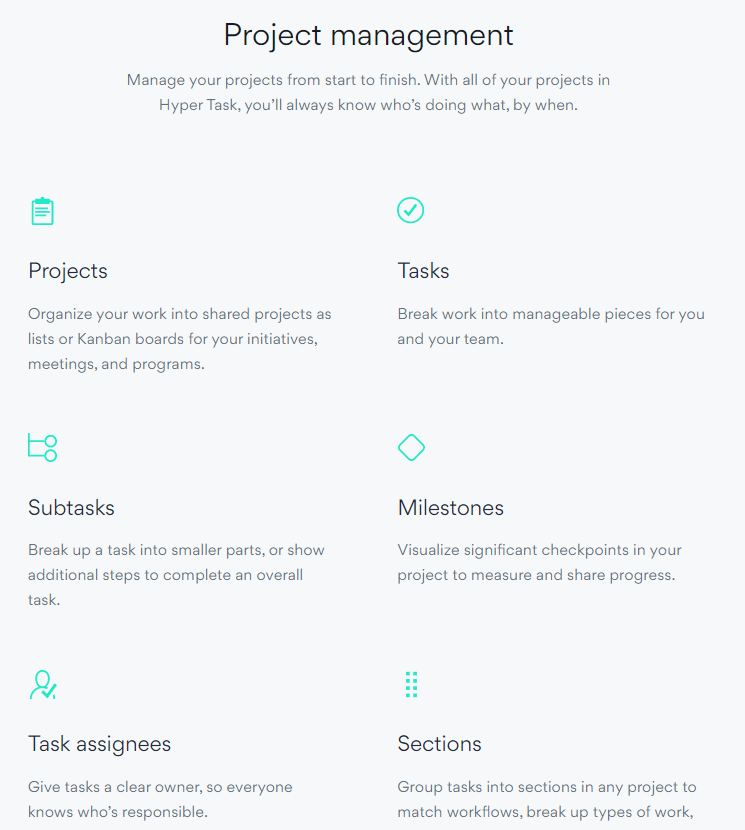 Project management
Manage your projects from start to finish. With all of your projects in
Hyper Task, you’ll always know who’s doing what, by when.
Projects
Organize your work into shared projects as
lists or Kanban boards for your initiatives,
meetings, and programs.
Tasks
Break work into manageable pieces for you
and your team.
Subtasks
Break up a task into smaller parts, or show
additional steps to complete an overall
task.
Milestones
Visualize significant checkpoints in your
project to measure and share progress.
Task assignees
Give tasks a clear owner, so everyone
knows who’s responsible.
Sections
Group tasks into sections in any project to
match workflows, break up types of work,